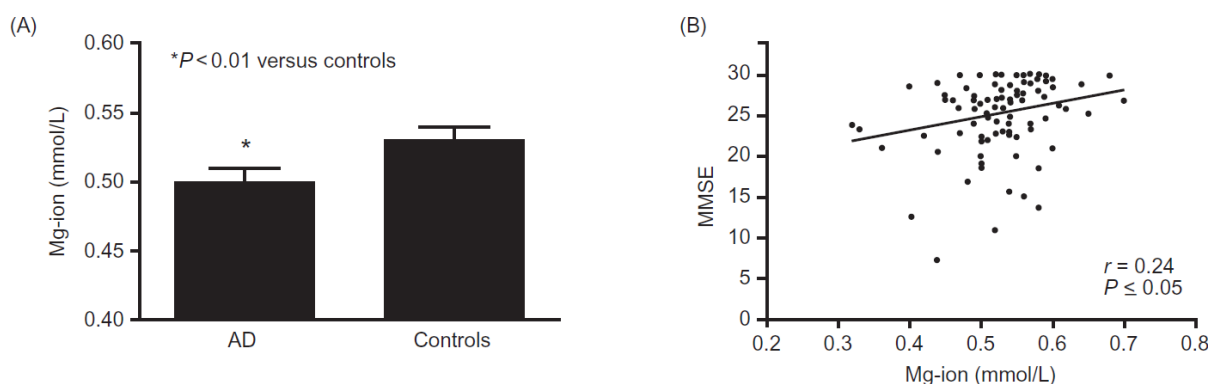 (A)
0.60
0.55
0.50
0.45
0.40
Mg-ion (mmol/L)
*P < 0.01 versus controls
*
AD
Controls
(B)
30
25
20
15
10
5
0
MMSE
r = 0.24
P ≤ 0.05
0.2
0.3
0.4
0.5
0.6
0.7
0.8
Mg-ion (mmol/L)